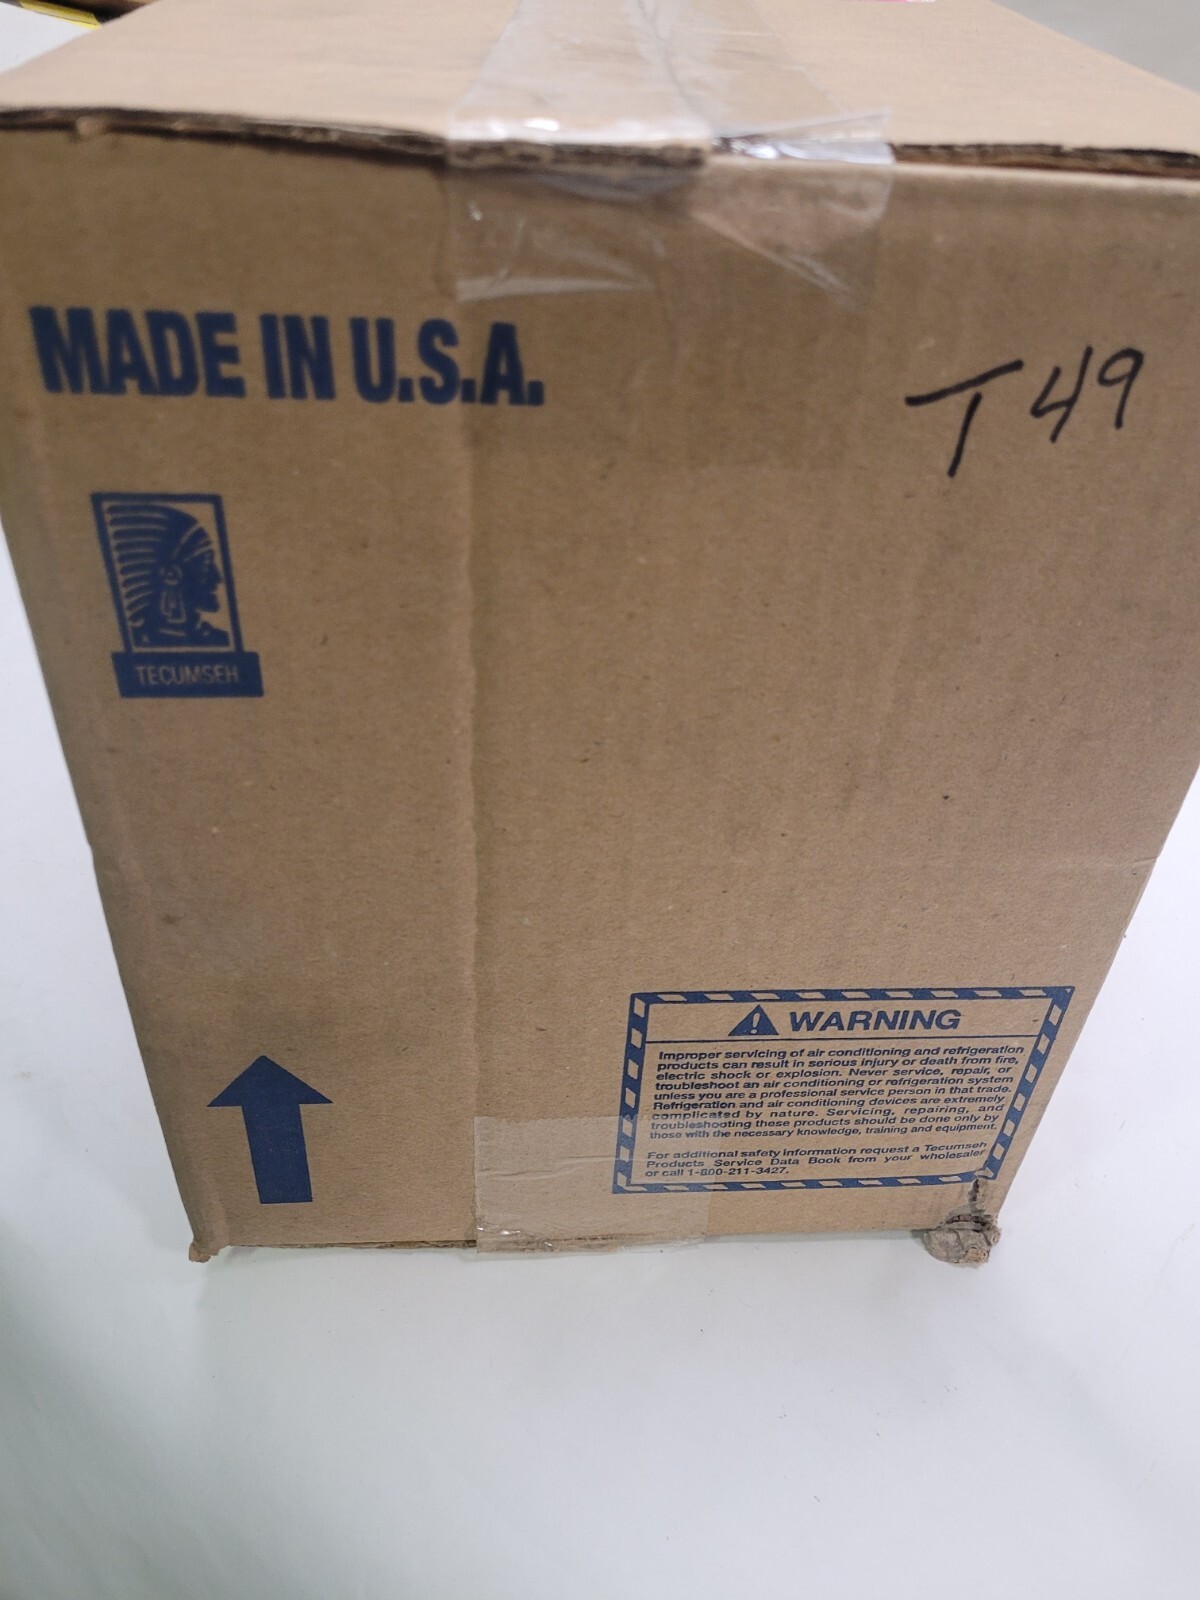 MADE IN U.S.A.
T 49
TECUMSEH
WARNING
Improper servicing of air conditioning and refrigeration
products can result in serious injury or death from fire,
electric shock or explosion. Never service, repair, or
troubleshoot an air conditioning or refrigeration system
unless you are a professional service person in that trade.
Refrigeration and air conditioning devices are extremely
complicated by nature. Servicing, repairing, and
troubleshooting these products should be done only by
those with the necessary knowledge, training and equipment.
For additional safety information request a Tecumseh
Products Service Data Book from your wholesaler
or call 1-800-211-3427.